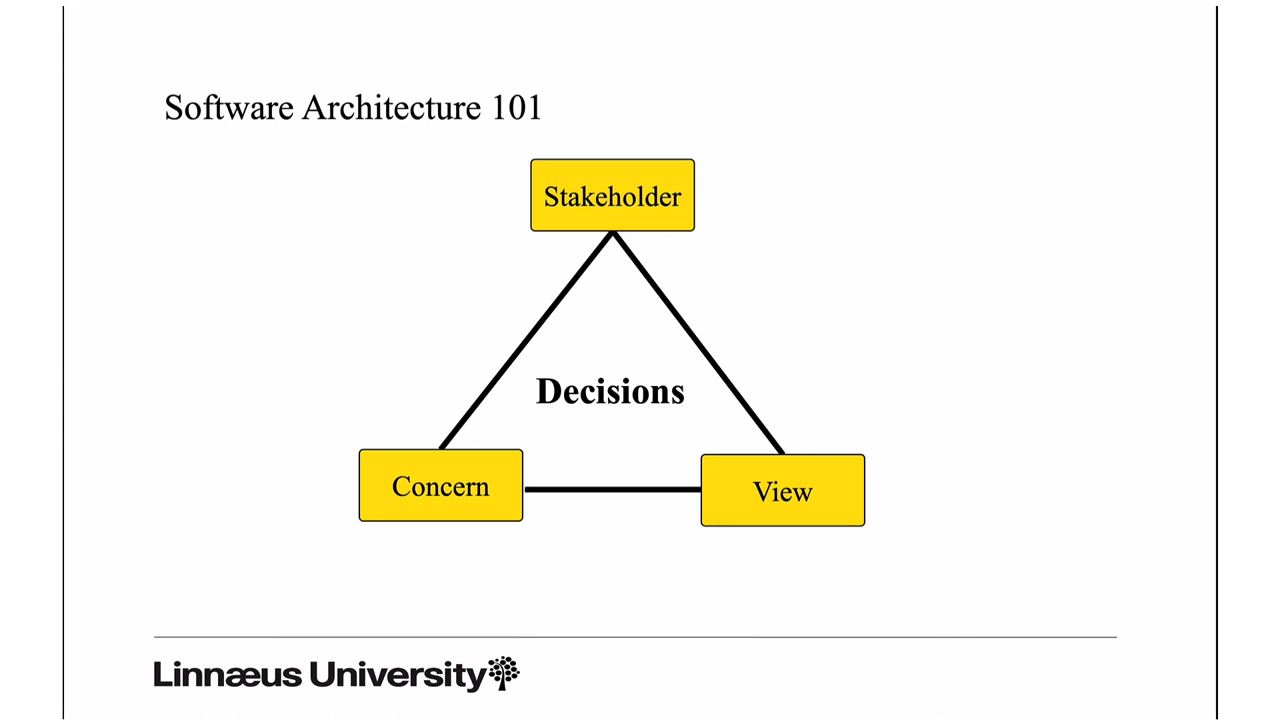 Software Architecture 101
Stakeholder
Decisions
Concern
View
Linnæus University